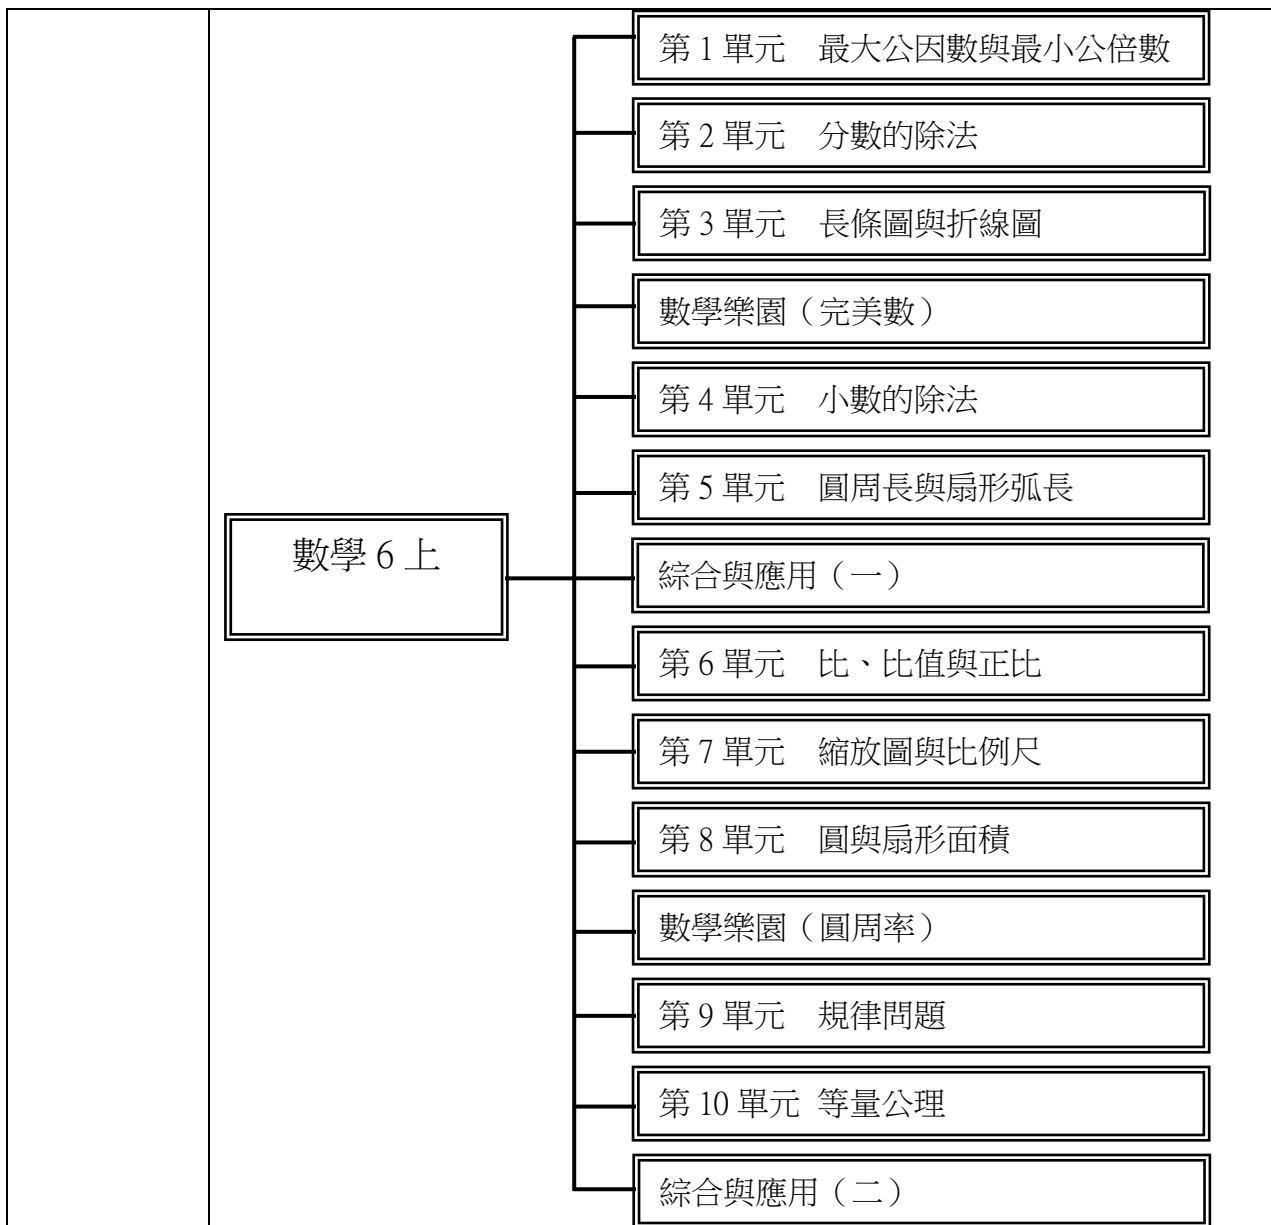 第 1 單元　最大公因數與最小公倍數
第 2 單元　分數的除法
第 3 單元　長條圖與折線圖
數學樂園（完美數）
第 4 單元　小數的除法
第 5 單元　圓周長與扇形弧長
數學 6 上
綜合與應用（一）
第 6 單元　比、比值與正比
第 7 單元　縮放圖與比例尺
第 8 單元　圓與扇形面積
數學樂園（圓周率）
第 9 單元　規律問題
第 10 單元 等量公理
綜合與應用（二）